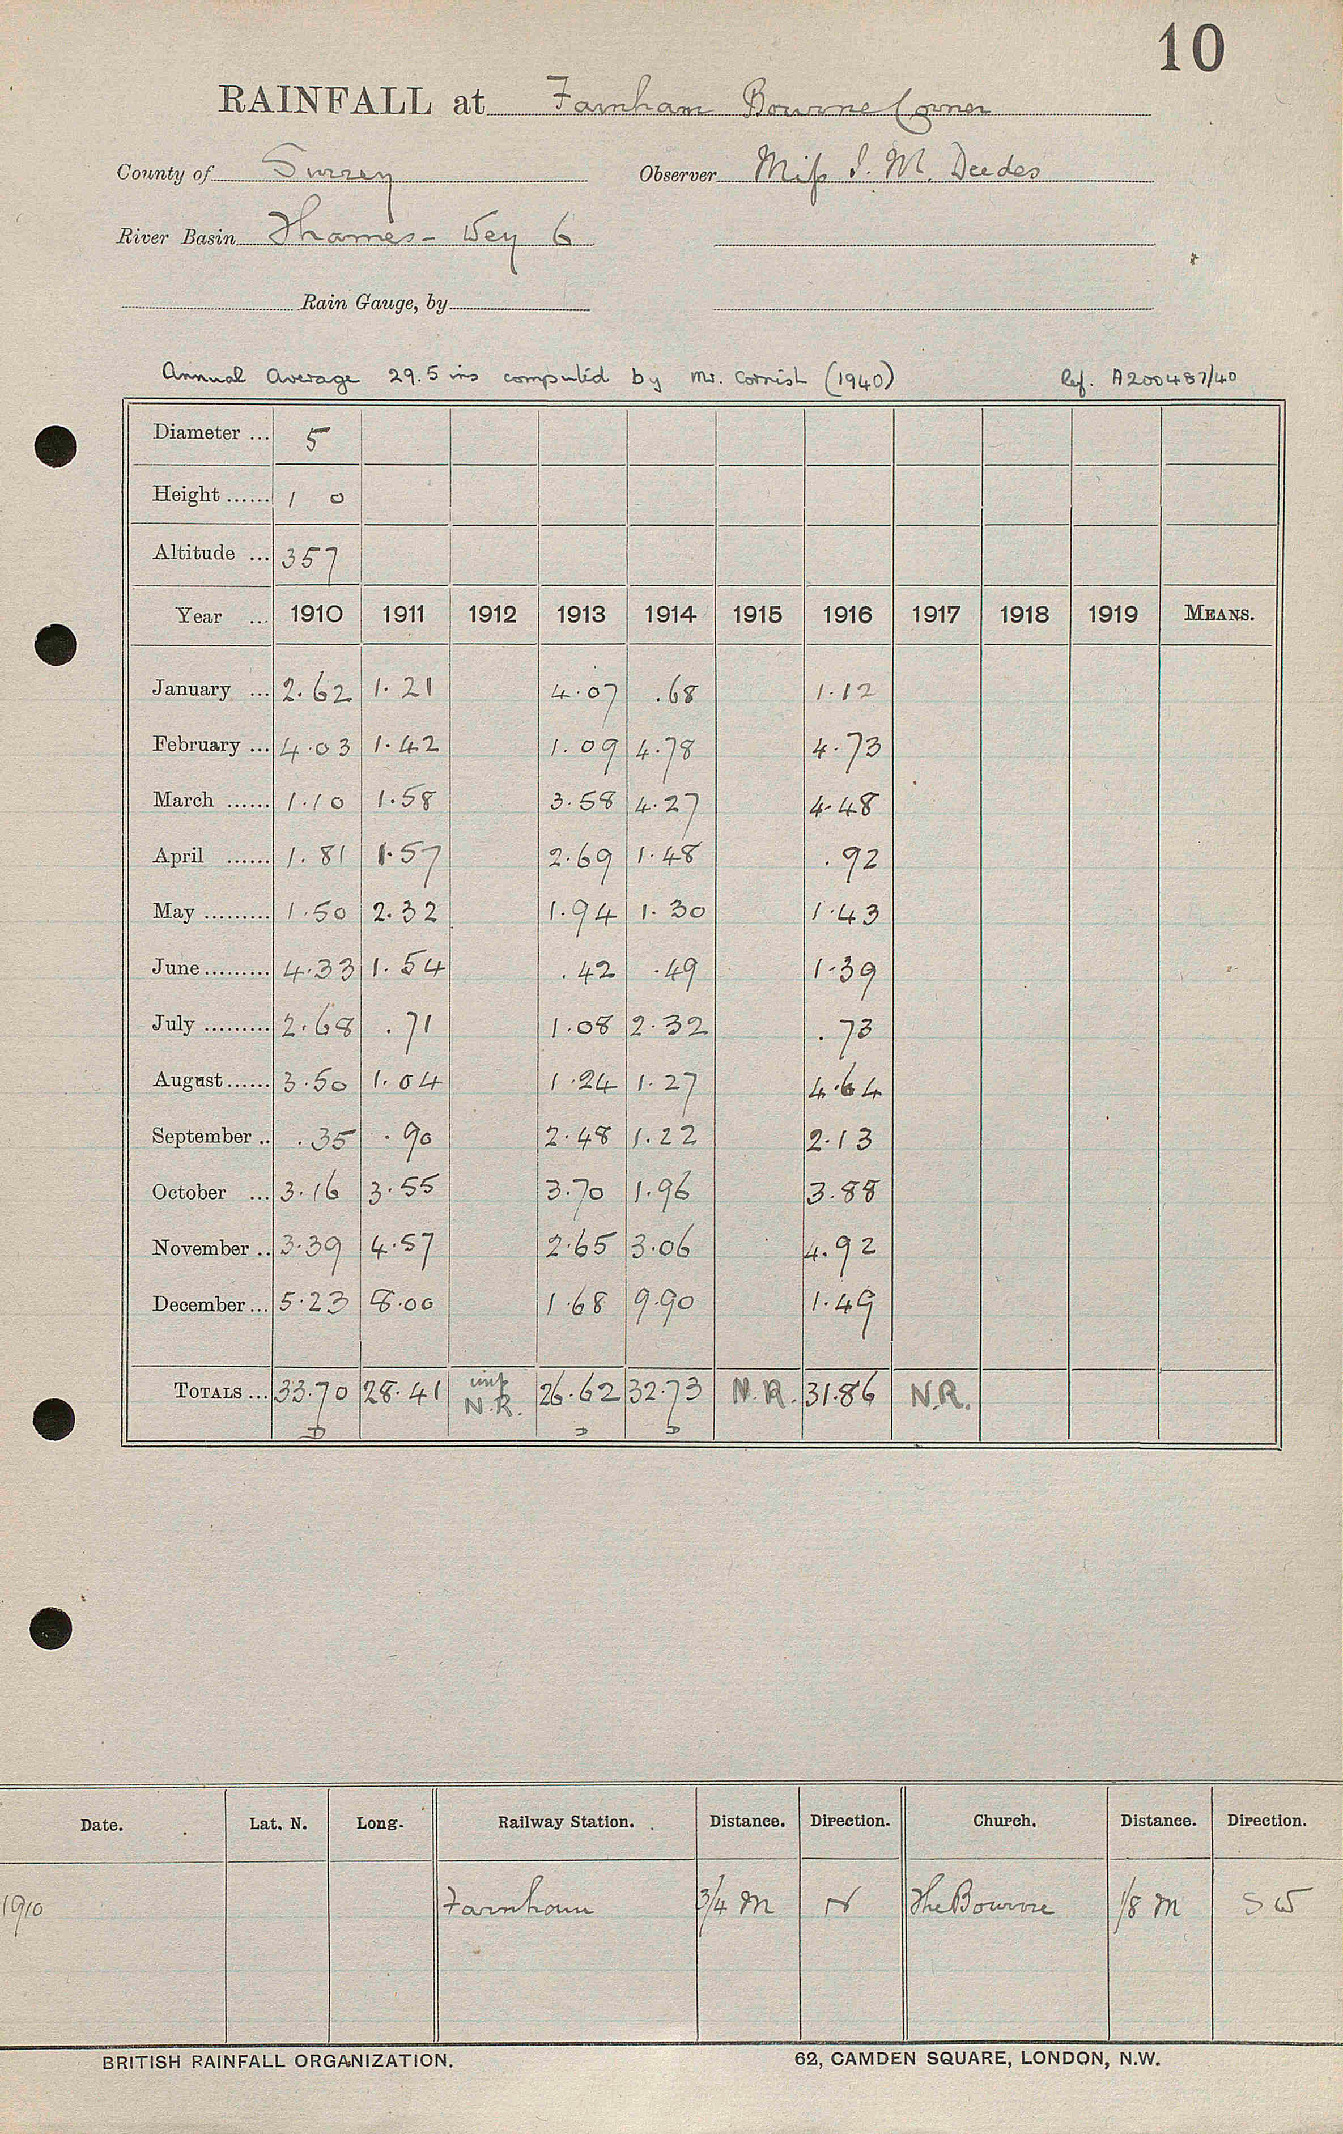 10
RAINFALL at Farnham Bourne Corner
County of Surrey Observer Miss I. M. Deedes
River Basin Thames - Wey 6
Rain Gauge, by
Annual Average 29.5 ins computed by Mr. Cornish (1940) Ref. A200487/40
Diameter ... 5
Height ...... 1 0
Altitude ... 357
Year ... 1910 1911 1912 1913 1914 1915 1916 1917 1918 1919 MEANS.
January ... 2.62 1.21 4.07 .68 1.12
February ... 4.03 1.42 1.09 4.78 4.73
March ...... 1.10 1.58 3.58 4.27 4.48
April ...... 1.81 1.57 2.69 1.48 .92
May ......... 1.50 2.32 1.94 1.30 1.43
June ......... 4.33 1.54 .42 .49 1.39
July ......... 2.68 .71 1.08 2.32 .73
August ...... 3.50 1.04 1.24 1.27 4.64
September .. .35 .90 2.48 1.22 2.13
October ... 3.16 3.55 3.70 1.96 3.88
November .. 3.39 4.57 2.65 3.06 4.92
December ... 5.23 8.00 1.68 9.90 1.49
TOTALS ... 33.70 28.41 N.R. 26.62 32.73 N.R. 31.86 N.R.
D D D
Date. Lat. N. Long. Railway Station. Distance. Direction. Church. Distance. Direction.
1910 Farnham 3/4 M N The Bourne 1/8 M SW
BRITISH RAINFALL ORGANIZATION. 62, CAMDEN SQUARE, LONDON, N.W.